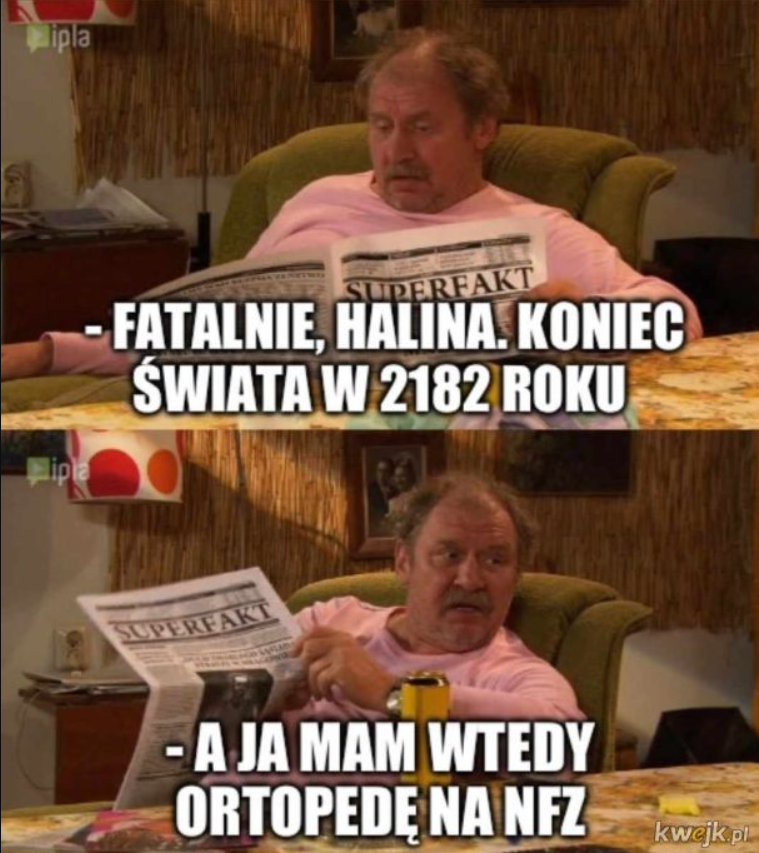 ipla
SUPERFAKT
- FATALNIE, HALINA. KONIEC
ŚWIATA W 2182 ROKU
ipla
SUPERFAKT
- A JA MAM WTEDY
ORTOPEDĘ NA NFZ
kwejk.pl